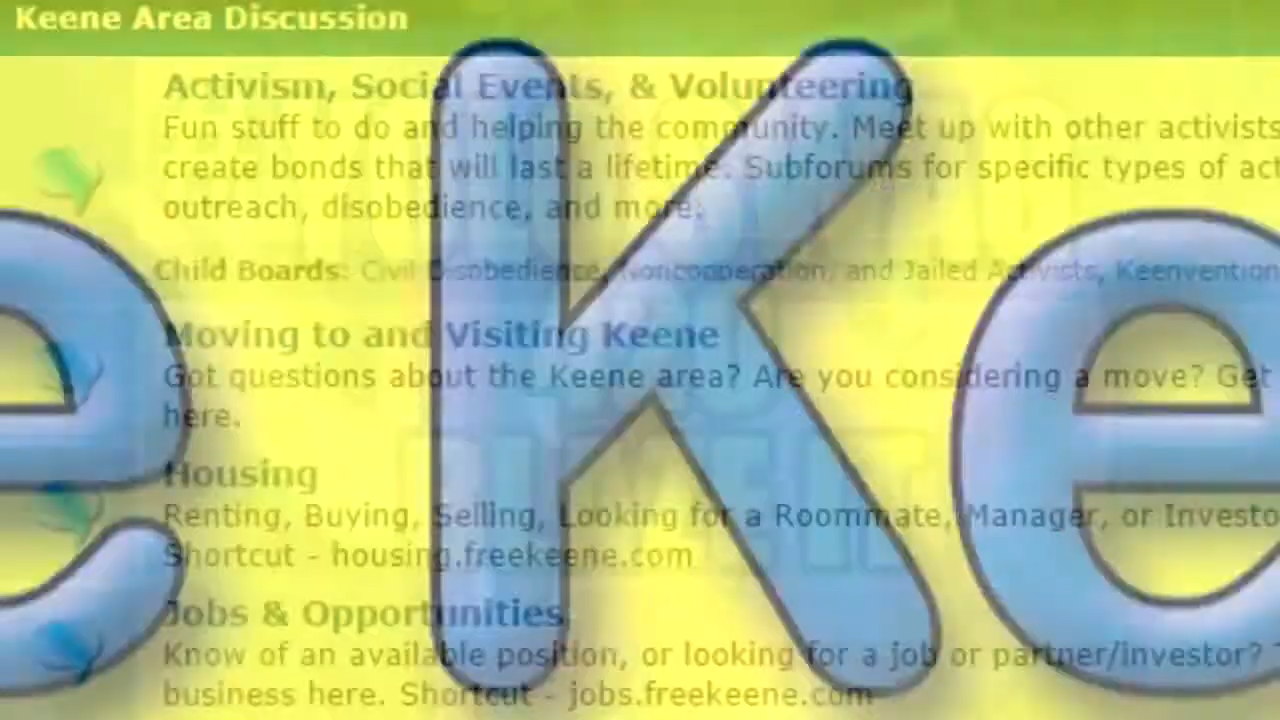 Keene Area Discussion
Activism, Social Events, & Volunteering
Fun stuff to do and helping the community. Meet up with other activists
create bonds that will last a lifetime. Subforums for specific types of act
outreach, disobedience, and more.
Child Boards: Civil Disobedience, Noncooperation, and Jailed Activists, Keenvention
Moving to and Visiting Keene
Got questions about the Keene area? Are you considering a move? Get
here.
Housing
Renting, Buying, Selling, Looking for a Roommate, Manager, or Investo
Shortcut - housing.freekeene.com
Jobs & Opportunities
Know of an available position, or looking for a job or partner/investor?
business here. Shortcut - jobs.freekeene.com
e Ke